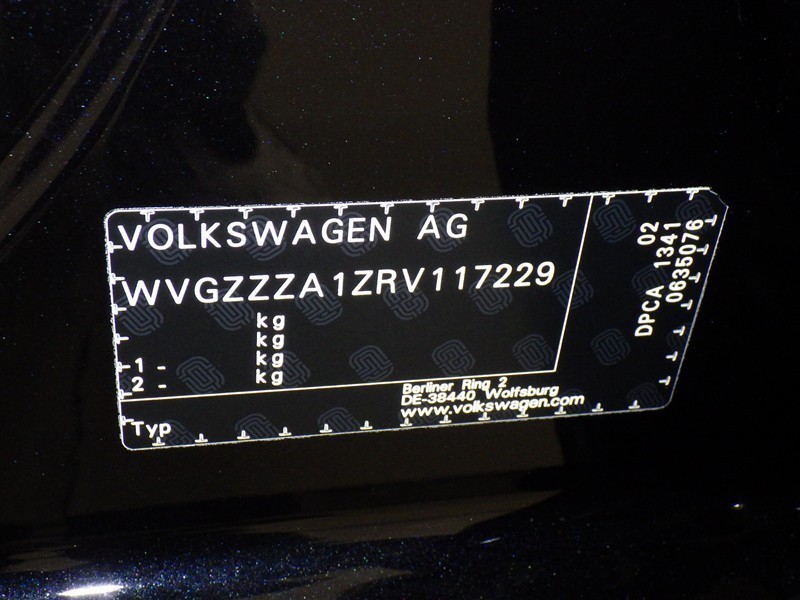 VOLKSWAGEN AG
WVGZZZA1ZRV117229
kg
kg
1 - kg
2 - kg
Typ
Berliner Ring 2
DE-38440 Wolfsburg
www.volkswagen.com
DPCA 1341 02
0635076